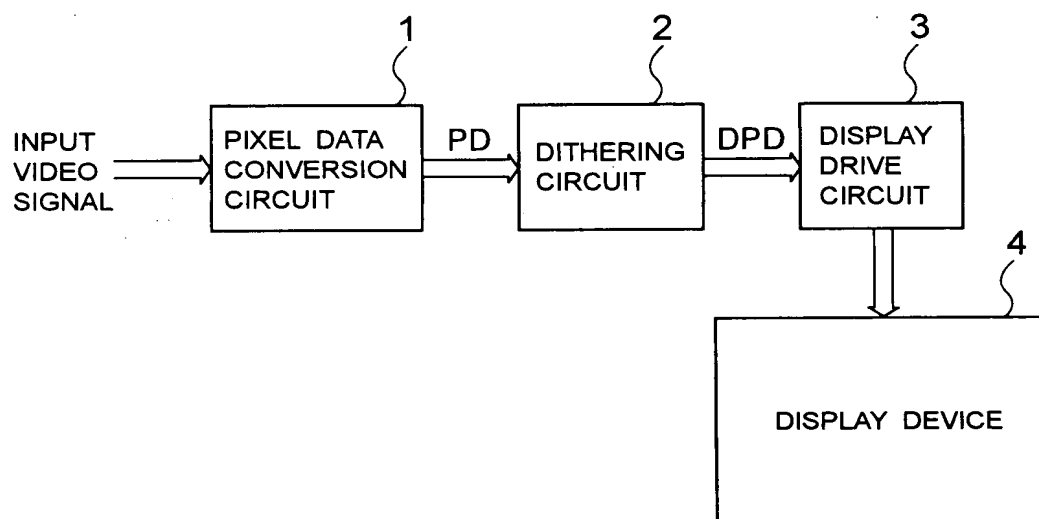 1
2
3
INPUT
VIDEO
SIGNAL
PIXEL DATA
CONVERSION
CIRCUIT
PD
DITHERING
CIRCUIT
DPD
DISPLAY
DRIVE
CIRCUIT
4
DISPLAY DEVICE